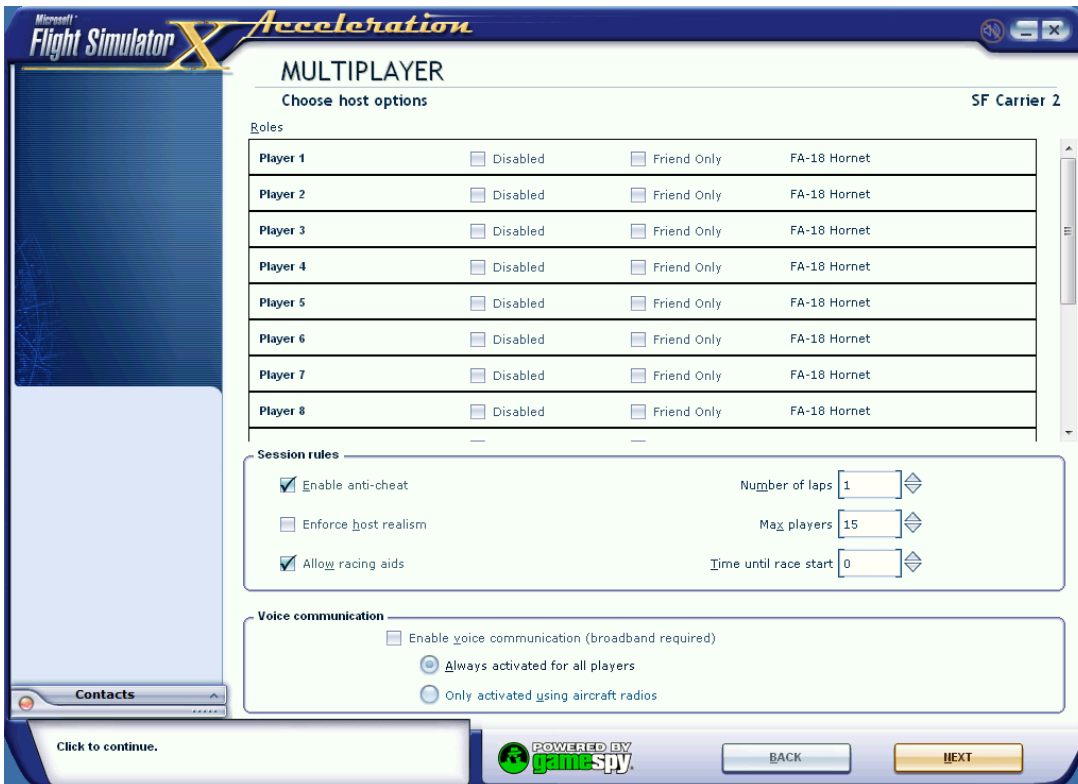 Microsoft
Flight Simulator X
Acceleration
MULTIPLAYER
Choose host options
SF Carrier 2
Roles
Player 1 Disabled Friend Only FA-18 Hornet
Player 2 Disabled Friend Only FA-18 Hornet
Player 3 Disabled Friend Only FA-18 Hornet
Player 4 Disabled Friend Only FA-18 Hornet
Player 5 Disabled Friend Only FA-18 Hornet
Player 6 Disabled Friend Only FA-18 Hornet
Player 7 Disabled Friend Only FA-18 Hornet
Player 8 Disabled Friend Only FA-18 Hornet
Session rules
Enable anti-cheat Number of laps 1
Enforce host realism Max players 15
Allow racing aids Time until race start 0
Voice communication
Enable voice communication (broadband required)
Always activated for all players
Only activated using aircraft radios
Contacts
Click to continue.
POWERED BY
gamespy.
BACK
NEXT